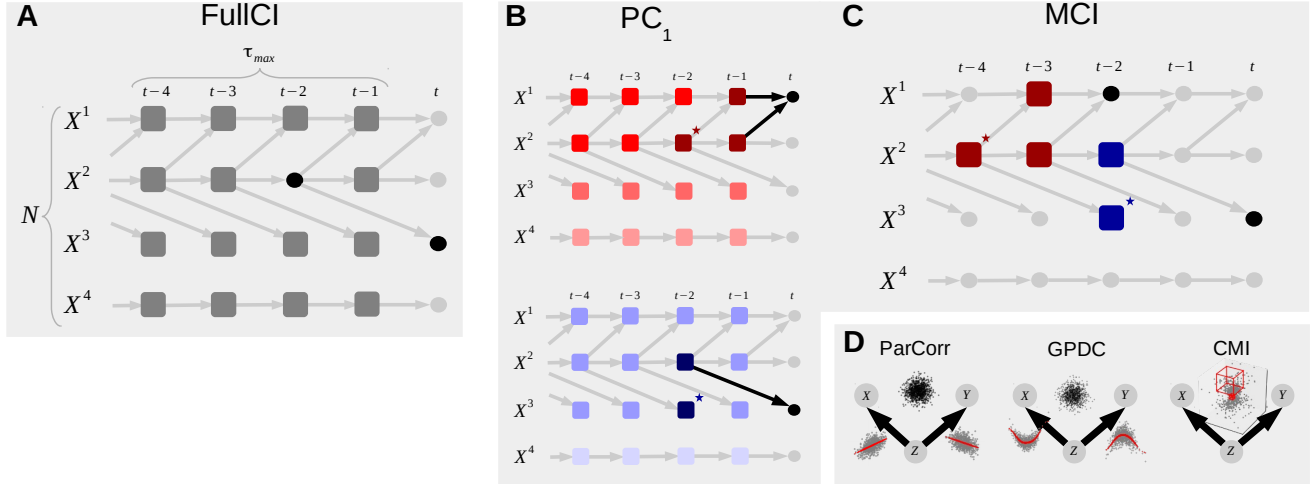 A
FullCI
τmax
t−4 t−3 t−2 t−1 t
N
X¹
X²
X³
X⁴
B
PC₁
t−4 t−3 t−2 t−1 t
X¹
X²
X³
X⁴
t−4 t−3 t−2 t−1 t
X¹
X²
X³
X⁴
C
MCI
t−4 t−3 t−2 t−1 t
X¹
X²
X³
X⁴
D
ParCorr GPDC CMI
X Y X Y X Y
Z Z Z